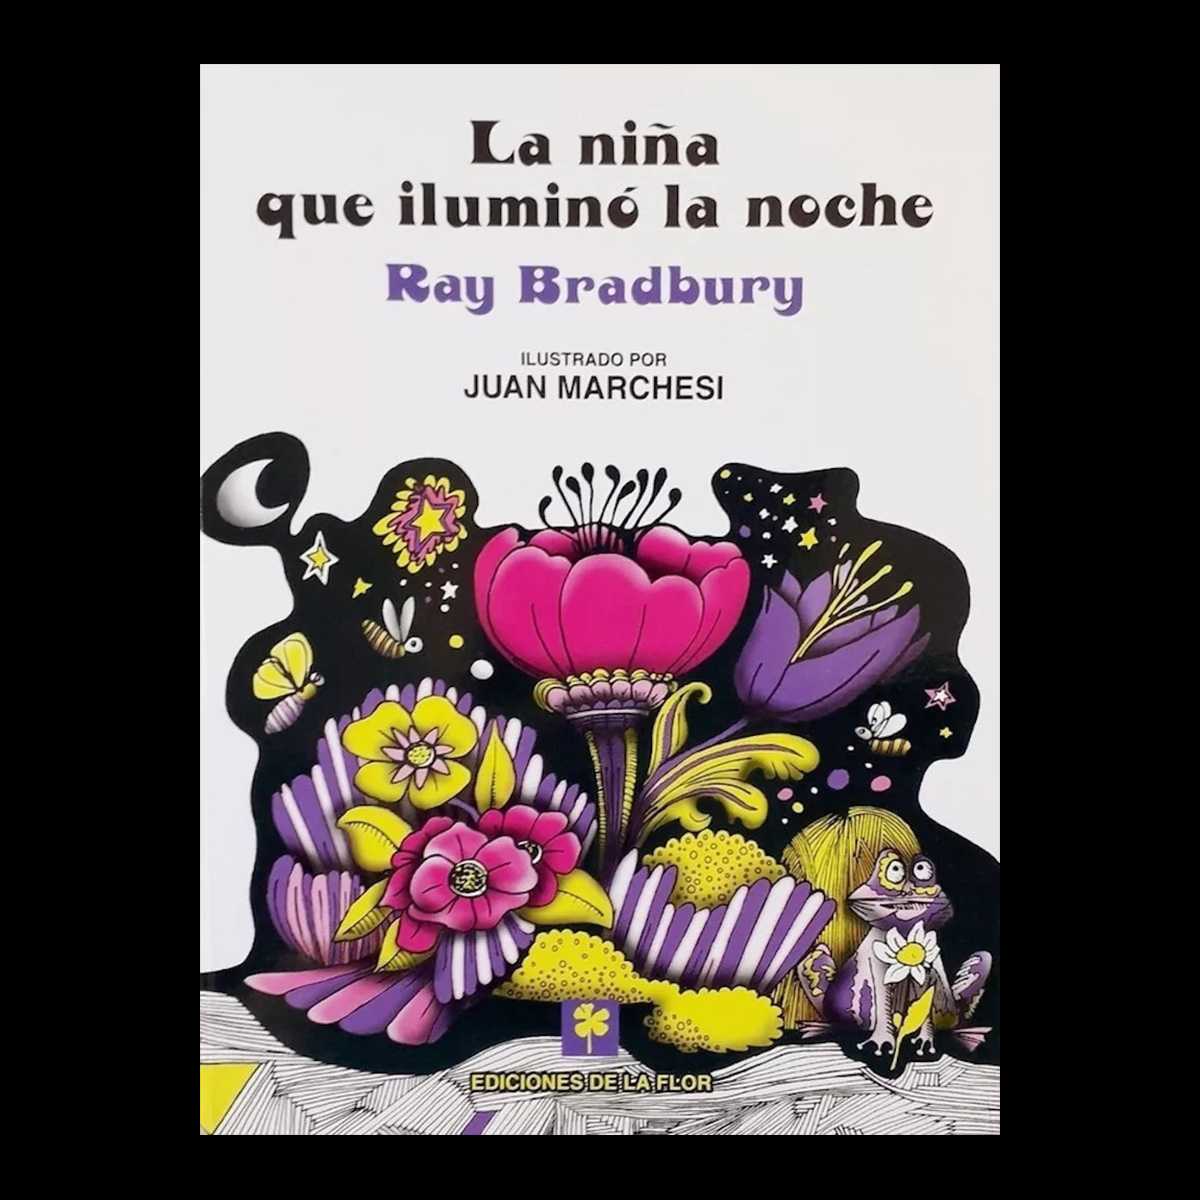 La niña
que iluminó la noche
Ray Bradbury
ILUSTRADO POR
JUAN MARCHESI
EDICIONES DE LA FLOR